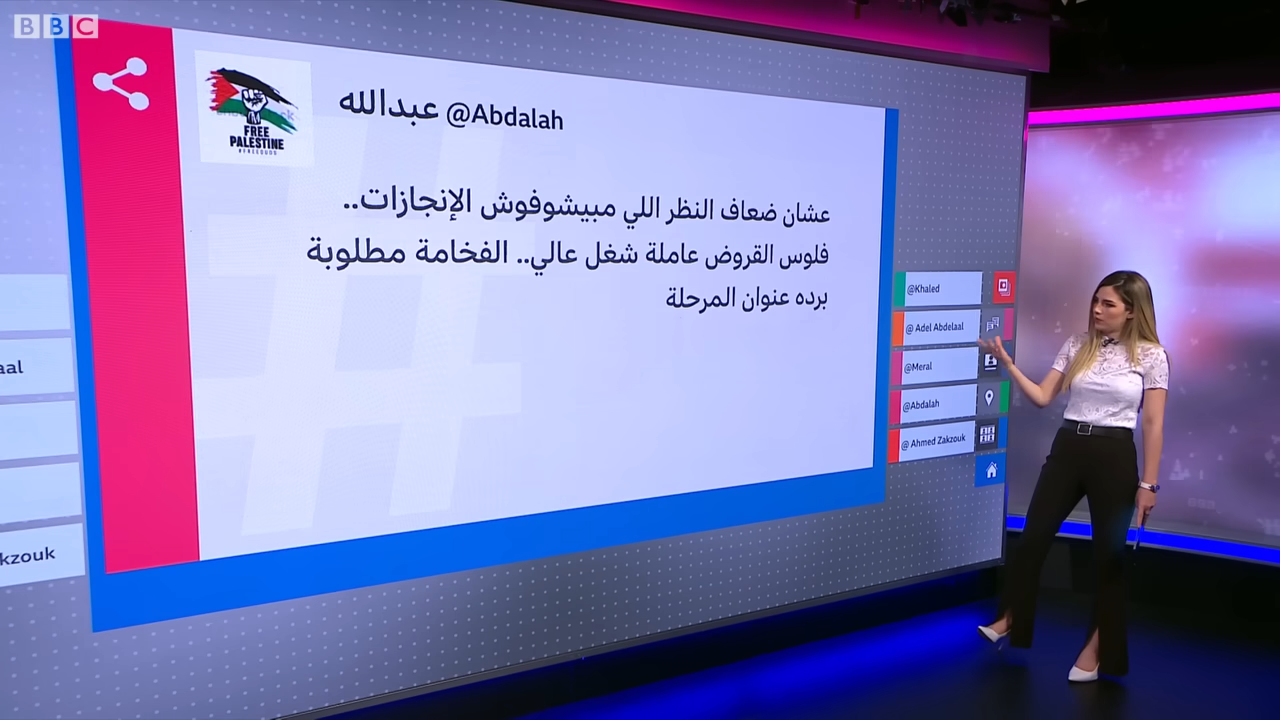 BBC
FREE
PALESTINE
عبدالله @Abdalah
عشان ضعاف النظر اللي مبيشوفوش الإنجازات..
فلوس القروض عاملة شغل عالي.. الفخامة مطلوبة
برده عنوان المرحلة
@Khaled
@ Adel Abdelaal
@Meral
@Abdalah
@ Ahmed Zakzouk
aal
kzouk